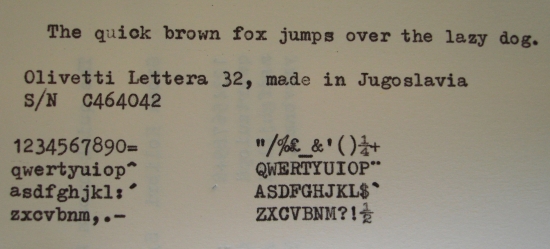 The quick brown fox jumps over the lazy dog.
Olivetti Lettera 32, made in Jugoslavia
S/N C464042
1234567890= "/%£_&'()¼+
qwertyuiop^ QWERTYUIOP¨
asdfghjkl:´ ASDFGHJKL$`
zxcvbnm,.- ZXCVBNM?!½